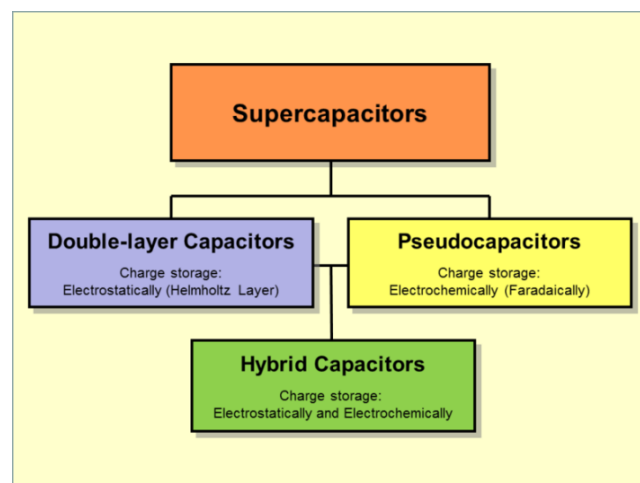 Supercapacitors
Double-layer Capacitors
Charge storage:
Electrostatically (Helmholtz Layer)
Pseudocapacitors
Charge storage:
Electrochemically (Faradaically)
Hybrid Capacitors
Charge storage:
Electrostatically and Electrochemically